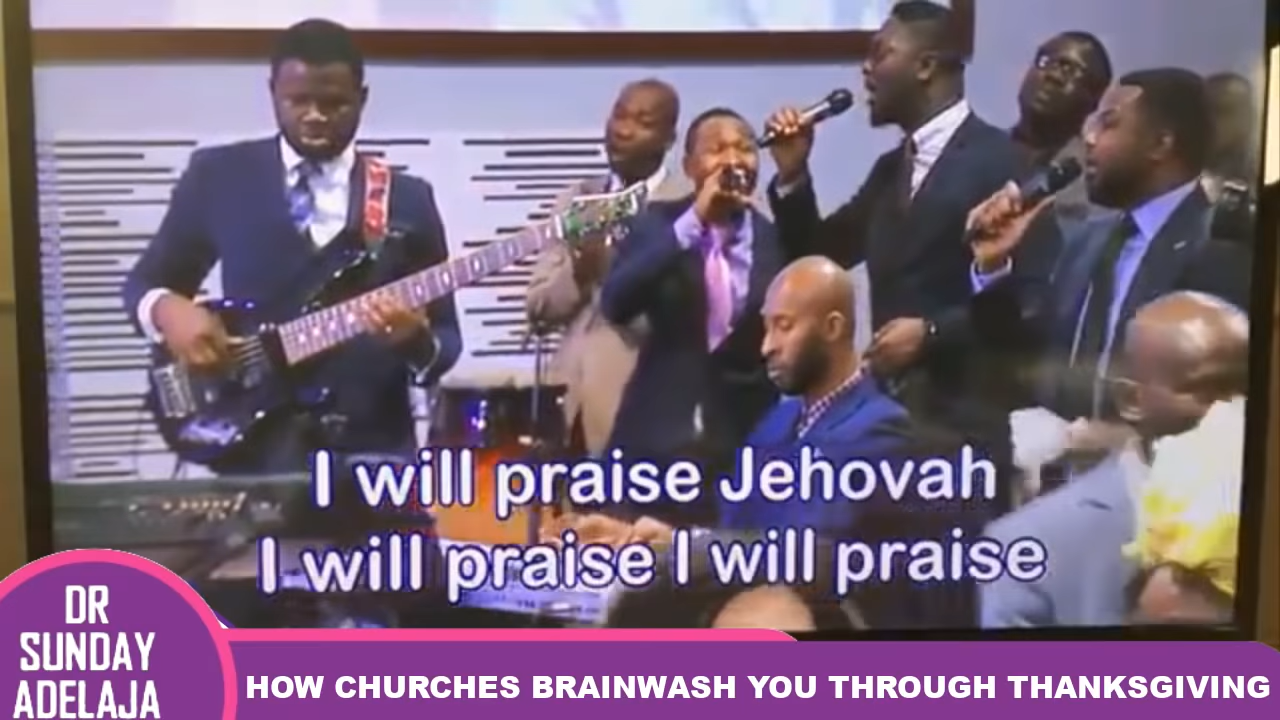 I will praise Jehovah
I will praise I will praise
DR
SUNDAY
ADELAJA
HOW CHURCHES BRAINWASH YOU THROUGH THANKSGIVING